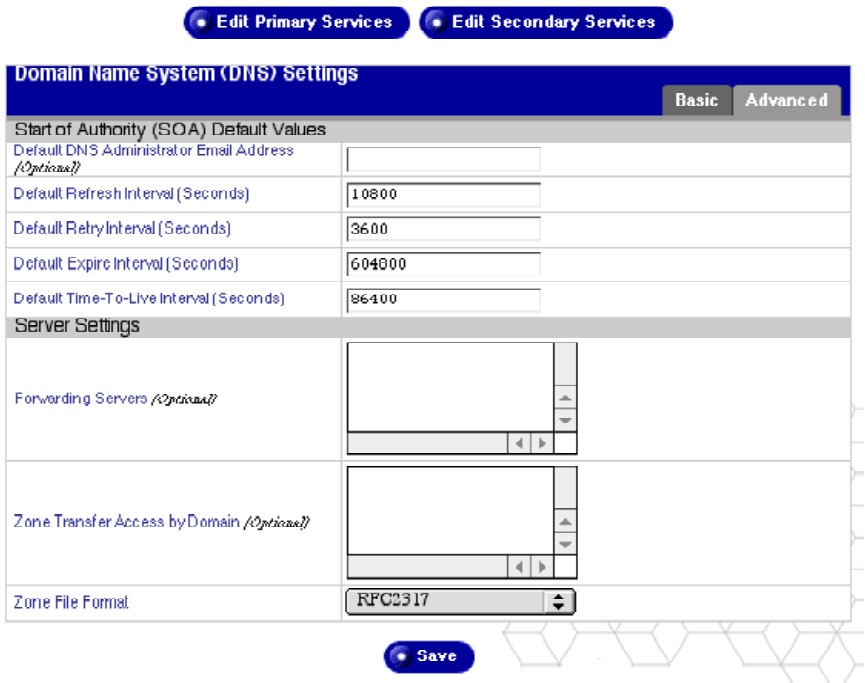 Edit Primary Services Edit Secondary Services
Domain Name System (DNS) Settings
Basic Advanced
Start of Authority (SOA) Default Values
Default DNS Administrator Email Address
(Optional)
Default Refresh Interval (Seconds) 10800
Default Retry Interval (Seconds) 3600
Default Expire Interval (Seconds) 604800
Default Time-To-Live Interval (Seconds) 86400
Server Settings
Forwarding Servers (Optional)
Zone Transfer Access by Domain (Optional)
Zone File Format RFC2317
Save